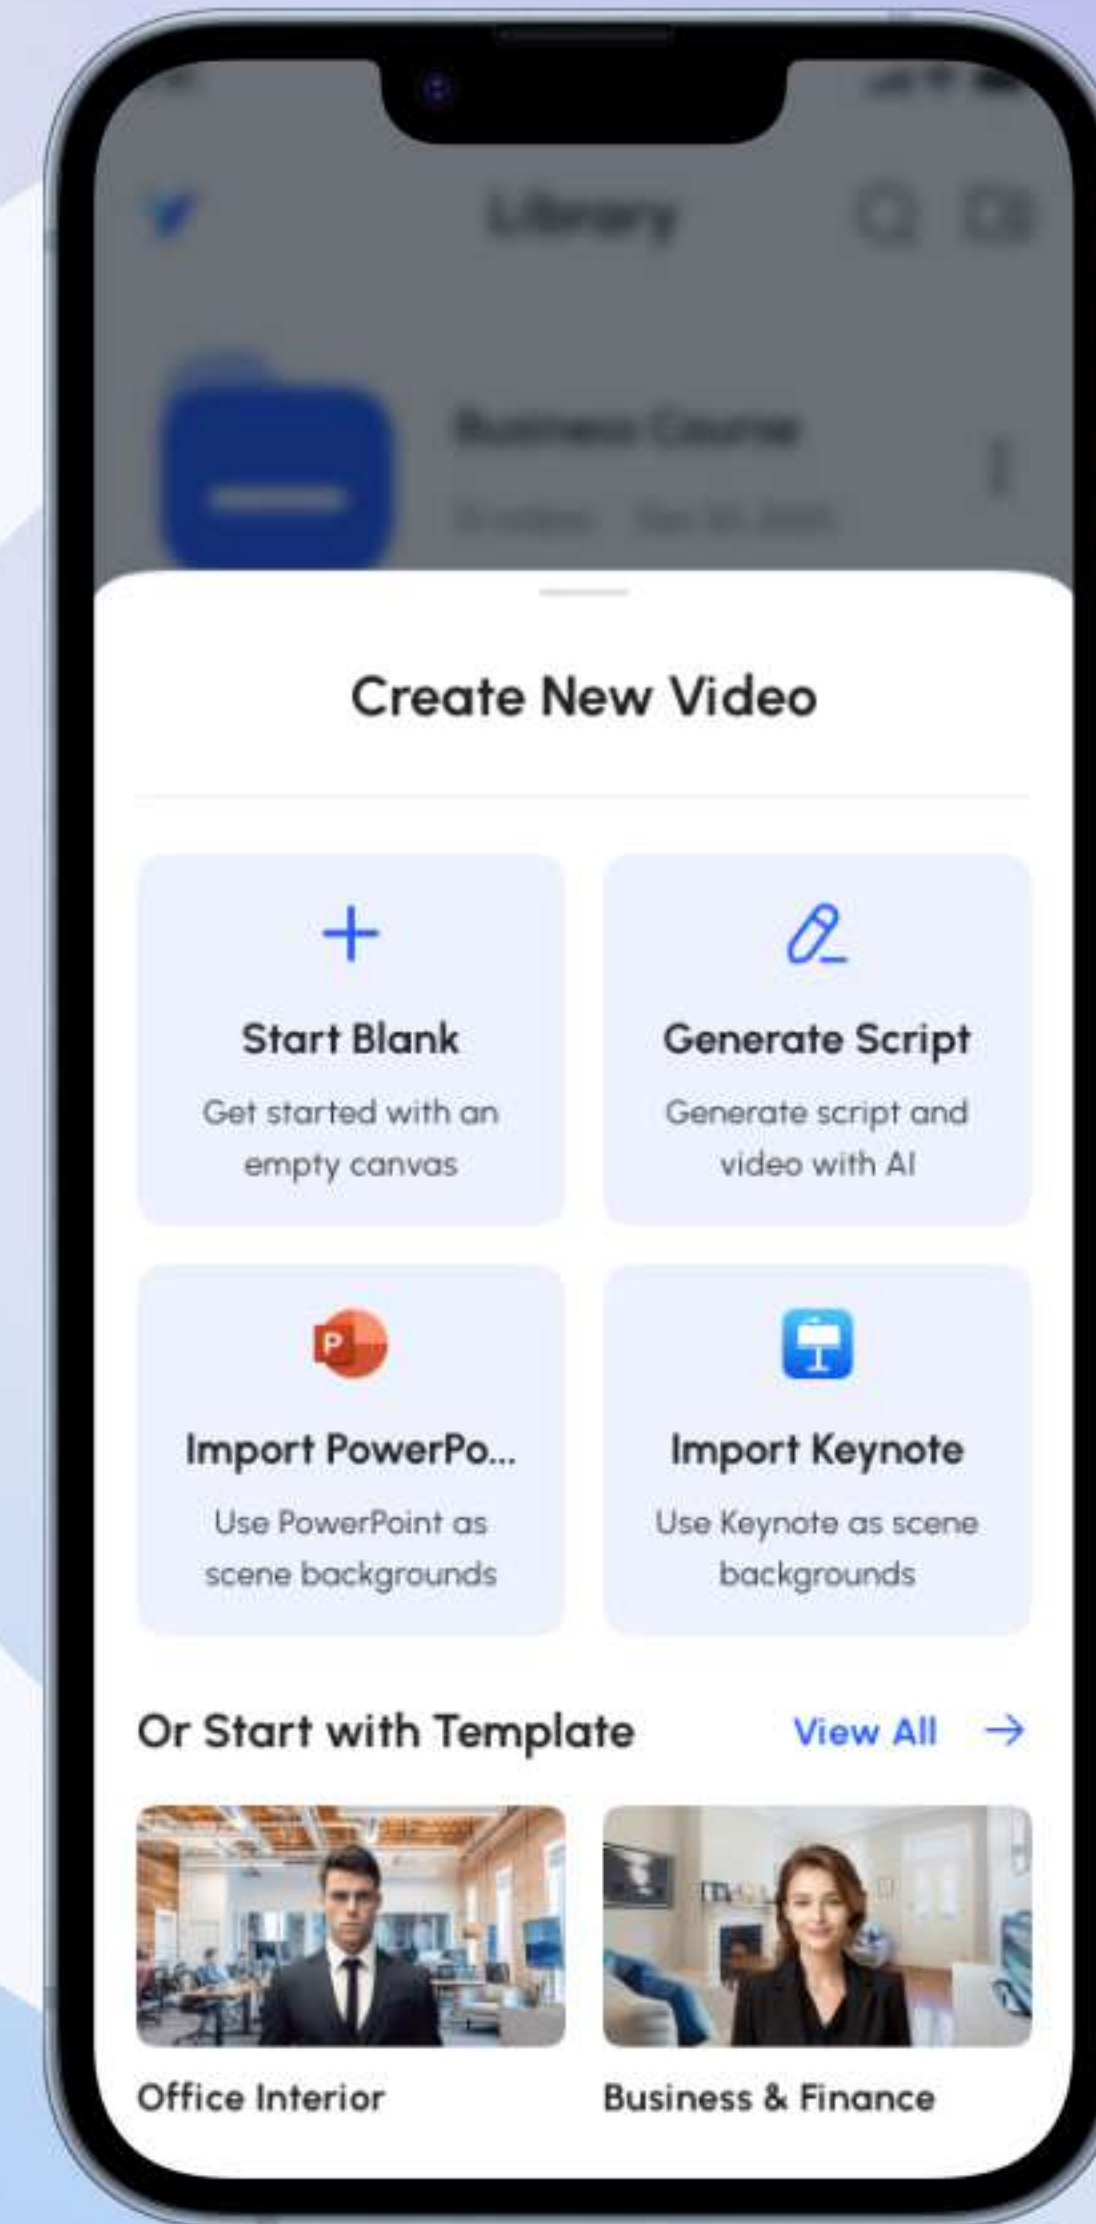 Library
Business Course
Create New Video
Start Blank
Get started with an
empty canvas
Generate Script
Generate script and
video with AI
P
Import PowerPo...
Use PowerPoint as
scene backgrounds
Import Keynote
Use Keynote as scene
backgrounds
Or Start with Template
View All
Office Interior
Business & Finance